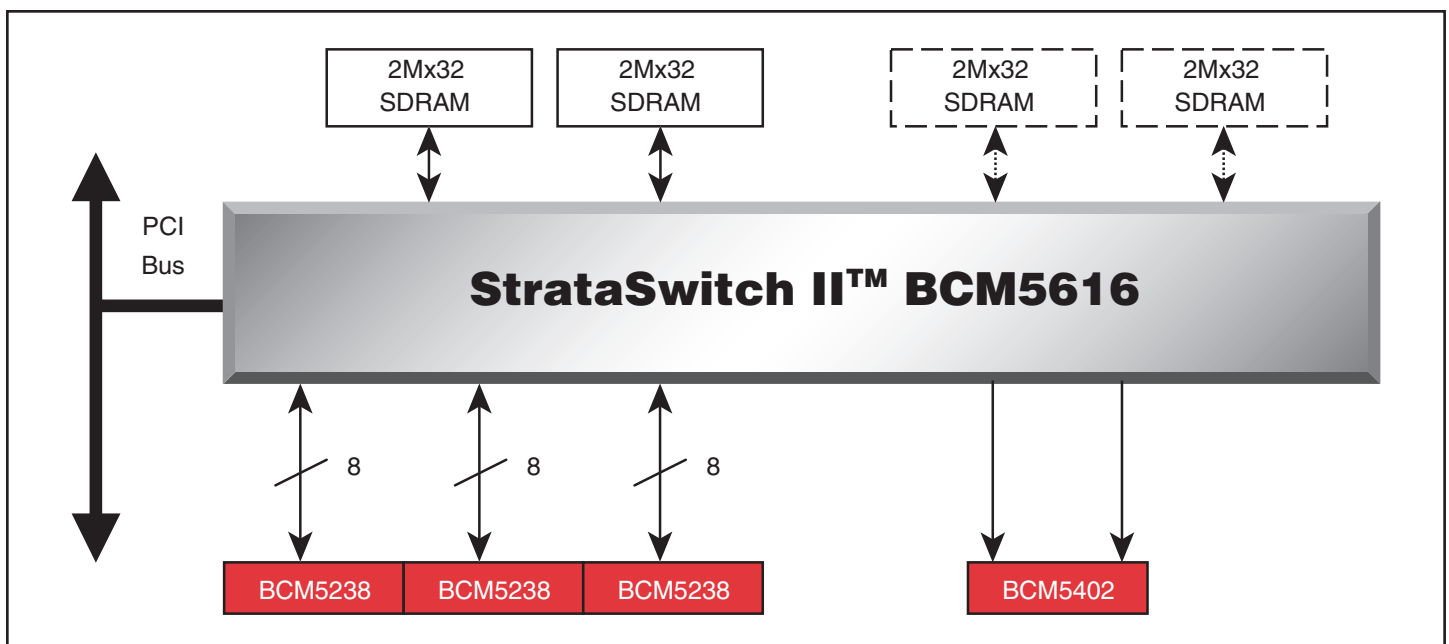 2Mx32
SDRAM
2Mx32
SDRAM
2Mx32
SDRAM
2Mx32
SDRAM
PCI
Bus
StrataSwitch II™ BCM5616
8
8
8
BCM5238
BCM5238
BCM5238
BCM5402